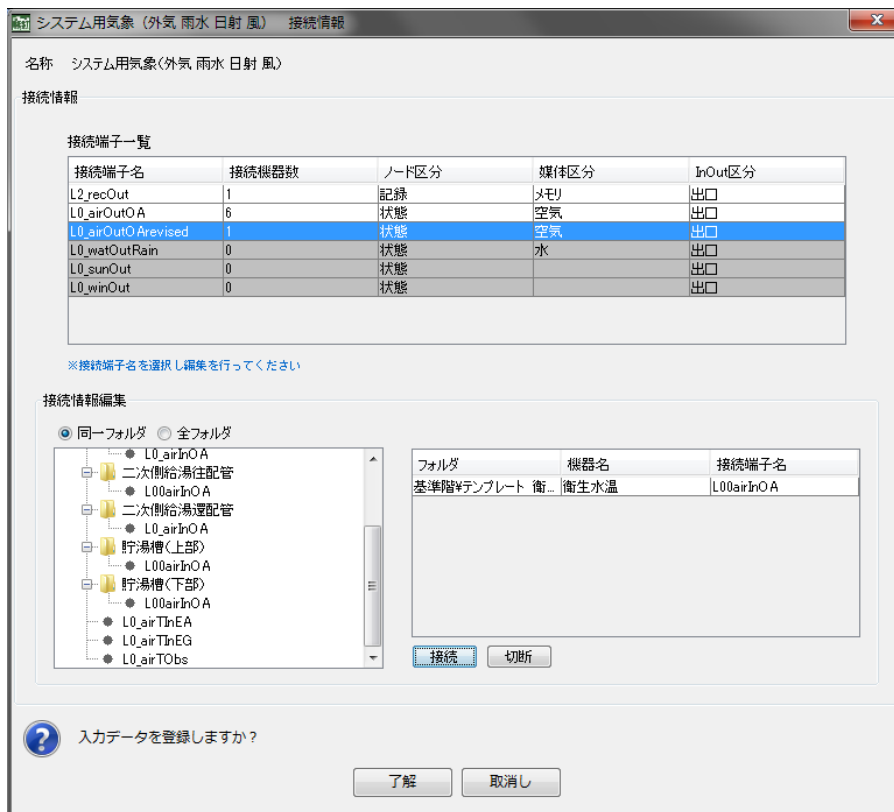 システム用気象（外気 雨水 日射 風） 接続情報
名称 システム用気象(外気 雨水 日射 風)
接続情報
接続端子一覧
接続端子名 接続機器数 ノード区分 媒体区分 InOut区分
L2_recOut 1 記録 メモリ 出口
L0_airOutOA 6 状態 空気 出口
L0_airOutOArevised 1 状態 空気 出口
L0_watOutRain 0 状態 水 出口
L0_sunOut 0 状態 出口
L0_winOut 0 状態 出口
※接続端子名を選択し編集を行ってください
接続情報編集
同一フォルダ 全フォルダ
L0_airInOA
二次側給湯往配管
L00airInOA
二次側給湯還配管
L0_airInOA
貯湯槽(上部)
L00airInOA
貯湯槽(下部)
L00airInOA
L0_airTInEA
L0_airTInEG
L0_airTObs
フォルダ 機器名 接続端子名
基準階¥テンプレート 衛... 衛生水温 L00airInOA
接続 切断
入力データを登録しますか？
了解 取消し